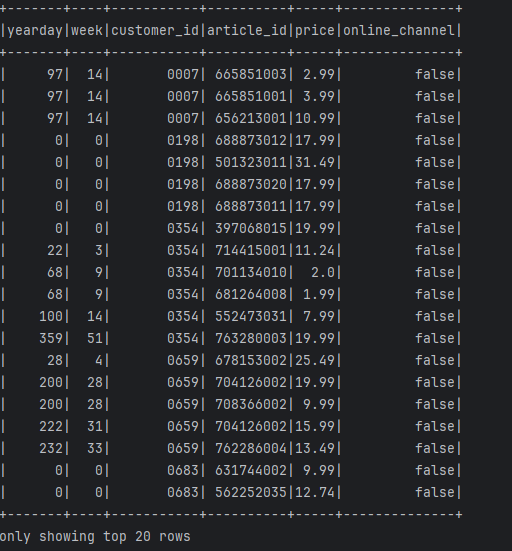 +-------+----+-----------+----------+-----+--------------+
|yearday|week|customer_id|article_id|price|online_channel|
+-------+----+-----------+----------+-----+--------------+
|     97|  14|       0007| 665851003| 2.99|         false|
|     97|  14|       0007| 665851001| 3.99|         false|
|     97|  14|       0007| 656213001|10.99|         false|
|      0|   0|       0198| 688873012|17.99|         false|
|      0|   0|       0198| 501323011|31.49|         false|
|      0|   0|       0198| 688873020|17.99|         false|
|      0|   0|       0198| 688873011|17.99|         false|
|      0|   0|       0354| 397068015|19.99|         false|
|     22|   3|       0354| 714415001|11.24|         false|
|     68|   9|       0354| 701134010|  2.0|         false|
|     68|   9|       0354| 681264008| 1.99|         false|
|    100|  14|       0354| 552473031| 7.99|         false|
|    359|  51|       0354| 763280003|19.99|         false|
|     28|   4|       0659| 678153002|25.49|         false|
|    200|  28|       0659| 704126002|19.99|         false|
|    200|  28|       0659| 708366002| 9.99|         false|
|    222|  31|       0659| 704126002|15.99|         false|
|    232|  33|       0659| 762286004|13.49|         false|
|      0|   0|       0683| 631744002| 9.99|         false|
|      0|   0|       0683| 562252035|12.74|         false|
+-------+----+-----------+----------+-----+--------------+
only showing top 20 rows